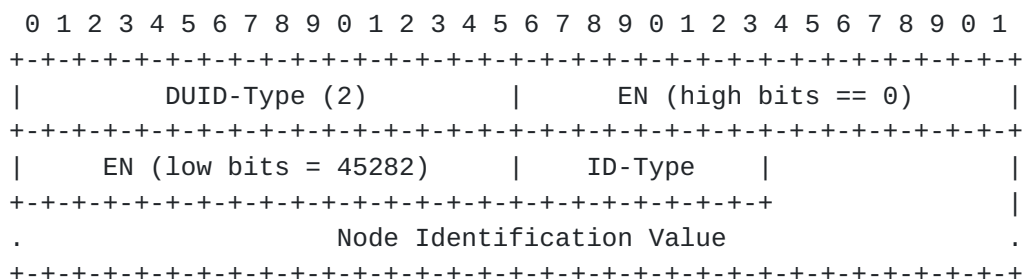 0 1 2 3 4 5 6 7 8 9 0 1 2 3 4 5 6 7 8 9 0 1 2 3 4 5 6 7 8 9 0 1
+-+-+-+-+-+-+-+-+-+-+-+-+-+-+-+-+-+-+-+-+-+-+-+-+-+-+-+-+-+-+-+-+
|          DUID-Type (2)         |      EN (high bits == 0)      |
+-+-+-+-+-+-+-+-+-+-+-+-+-+-+-+-+-+-+-+-+-+-+-+-+-+-+-+-+-+-+-+-+
|      EN (low bits = 45282)     |    ID-Type    |               |
+-+-+-+-+-+-+-+-+-+-+-+-+-+-+-+-+-+-+-+-+-+-+-+-+               |
.                     Node Identification Value                  .
+-+-+-+-+-+-+-+-+-+-+-+-+-+-+-+-+-+-+-+-+-+-+-+-+-+-+-+-+-+-+-+-+